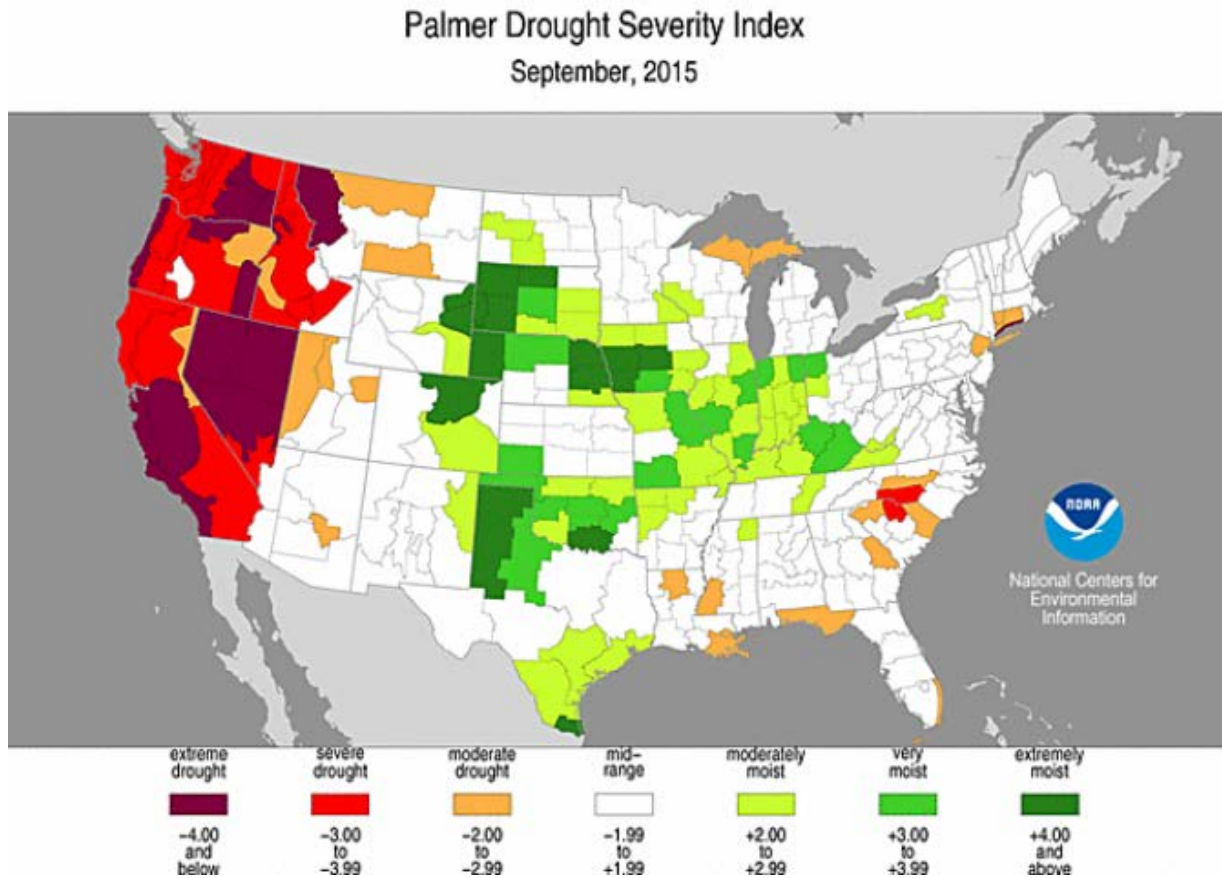 Palmer Drought Severity Index
September, 2015
NOAA
National Centers for
Environmental
Information
extreme
drought
severe
drought
moderate
drought
mid-
range
moderately
moist
very
moist
extremely
moist
-4.00
and
below
-3.00
to
-3.99
-2.00
to
-2.99
-1.99
to
+1.99
+2.00
to
+2.99
+3.00
to
+3.99
+4.00
and
above